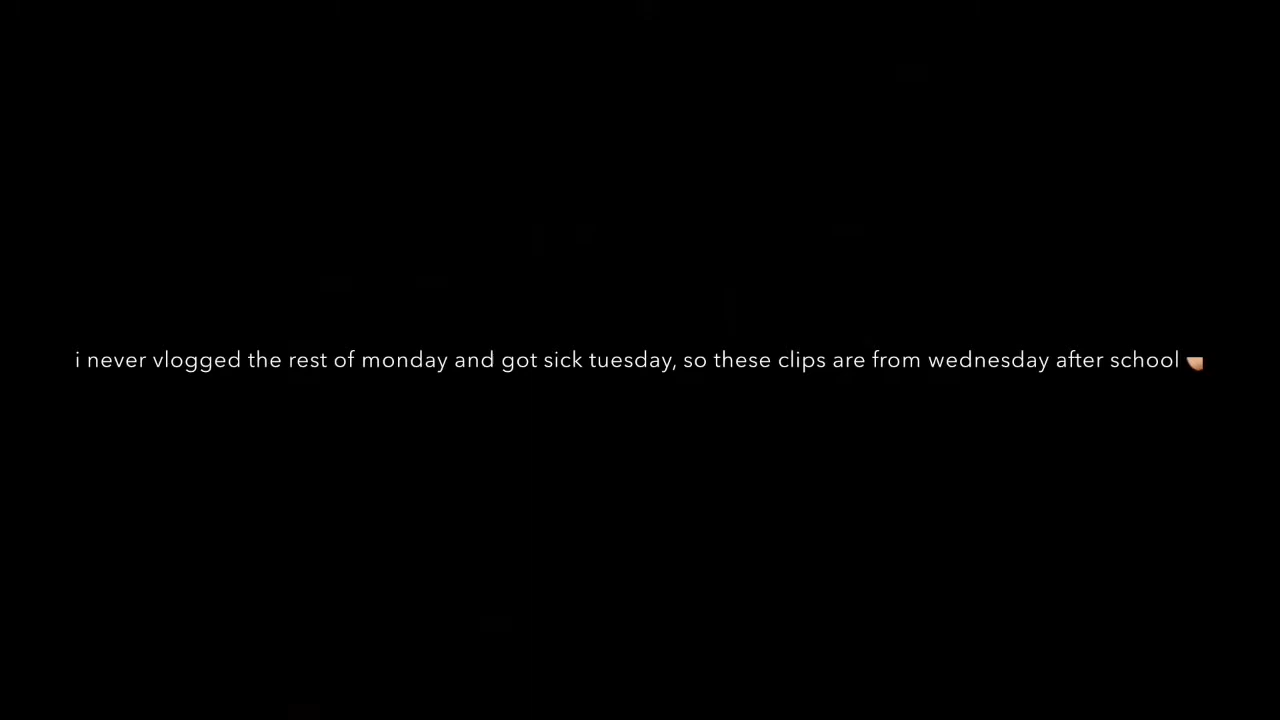 i never vlogged the rest of monday and got sick tuesday, so these clips are from wednesday after school